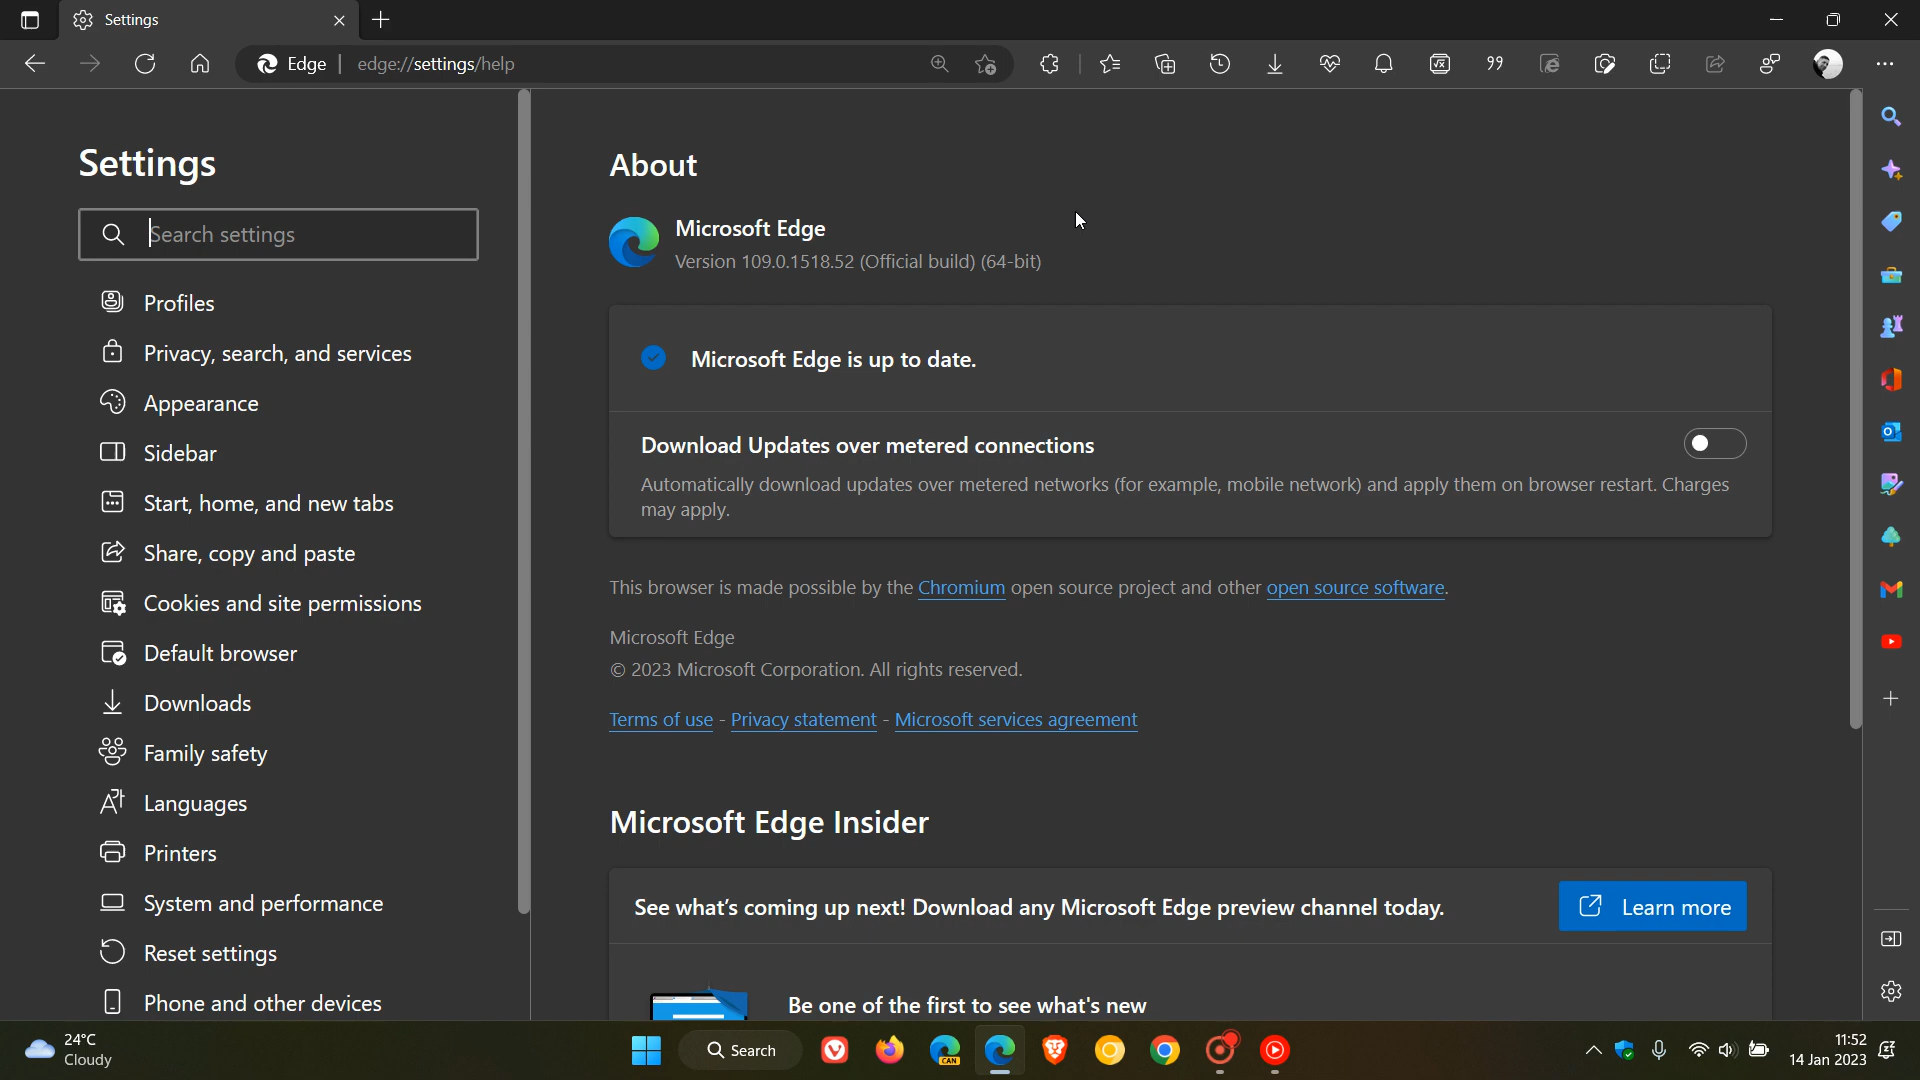 Settings
Edge
edge://settings/help
Settings
Search settings
Profiles
Privacy, search, and services
Appearance
Sidebar
Start, home, and new tabs
Share, copy and paste
Cookies and site permissions
Default browser
Downloads
Family safety
Languages
Printers
System and performance
Reset settings
Phone and other devices
About
Microsoft Edge
Version 109.0.1518.52 (Official build) (64-bit)
Microsoft Edge is up to date.
Download Updates over metered connections
Automatically download updates over metered networks (for example, mobile network) and apply them on browser restart. Charges
may apply.
This browser is made possible by the Chromium open source project and other open source software.
Microsoft Edge
© 2023 Microsoft Corporation. All rights reserved.
Terms of use - Privacy statement - Microsoft services agreement
Microsoft Edge Insider
See what's coming up next! Download any Microsoft Edge preview channel today.
Learn more
Be one of the first to see what's new
24°C
Cloudy
Search
CAN
11:52
14 Jan 2023